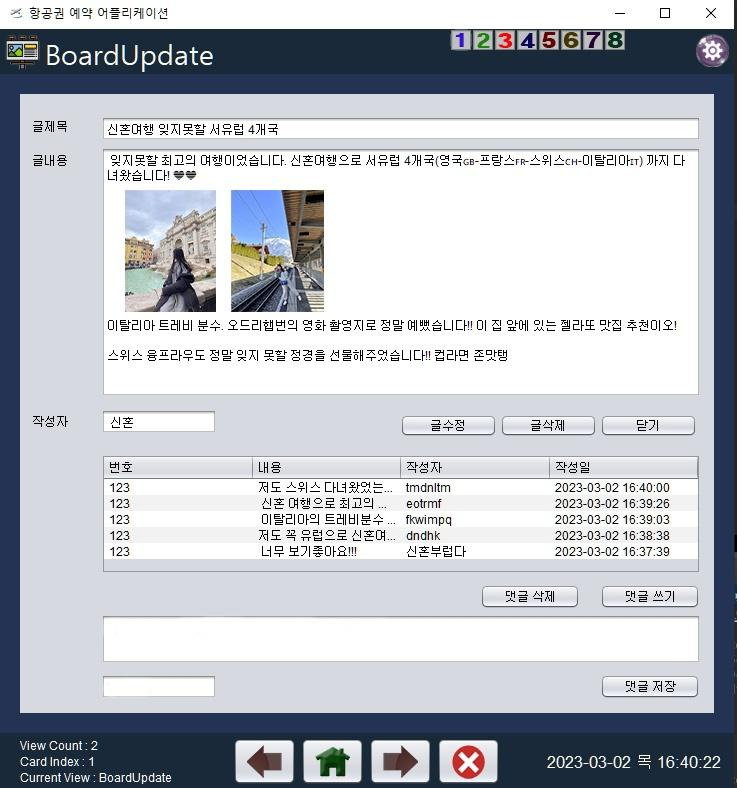 항공권 예약 어플리케이션
BoardUpdate
1 2 3 4 5 6 7 8
글제목
신혼여행 잊지못할 서유럽 4개국
글내용
잊지못할 최고의 여행이었습니다. 신혼여행으로 서유럽 4개국(영국GB-프랑스FR-스위스CH-이탈리아IT) 까지 다
녀왔습니다! ♥♥
이탈리아 트레비 분수. 오드리햅번의 영화 촬영지로 정말 예뻤습니다!! 이 집 앞에 있는 젤라또 맛집 추천이오!
스위스 융프라우도 정말 잊지 못할 정경을 선물해주었습니다!! 컵라면 존맛탱
작성자
신혼
글수정 글삭제 닫기
번호 내용 작성자 작성일
123 저도 스위스 다녀왔었는... tmdnltm 2023-03-02 16:40:00
123 신혼 여행으로 최고의 ... eotrmf 2023-03-02 16:39:26
123 이탈리아의 트레비분수 ... fkwimpq 2023-03-02 16:39:03
123 저도 꼭 유럽으로 신혼여... dndhk 2023-03-02 16:38:38
123 너무 보기좋아요!!! 신혼부럽다 2023-03-02 16:37:39
댓글 삭제 댓글 쓰기
댓글 저장
View Count : 2
Card Index : 1
Current View : BoardUpdate
2023-03-02 목 16:40:22